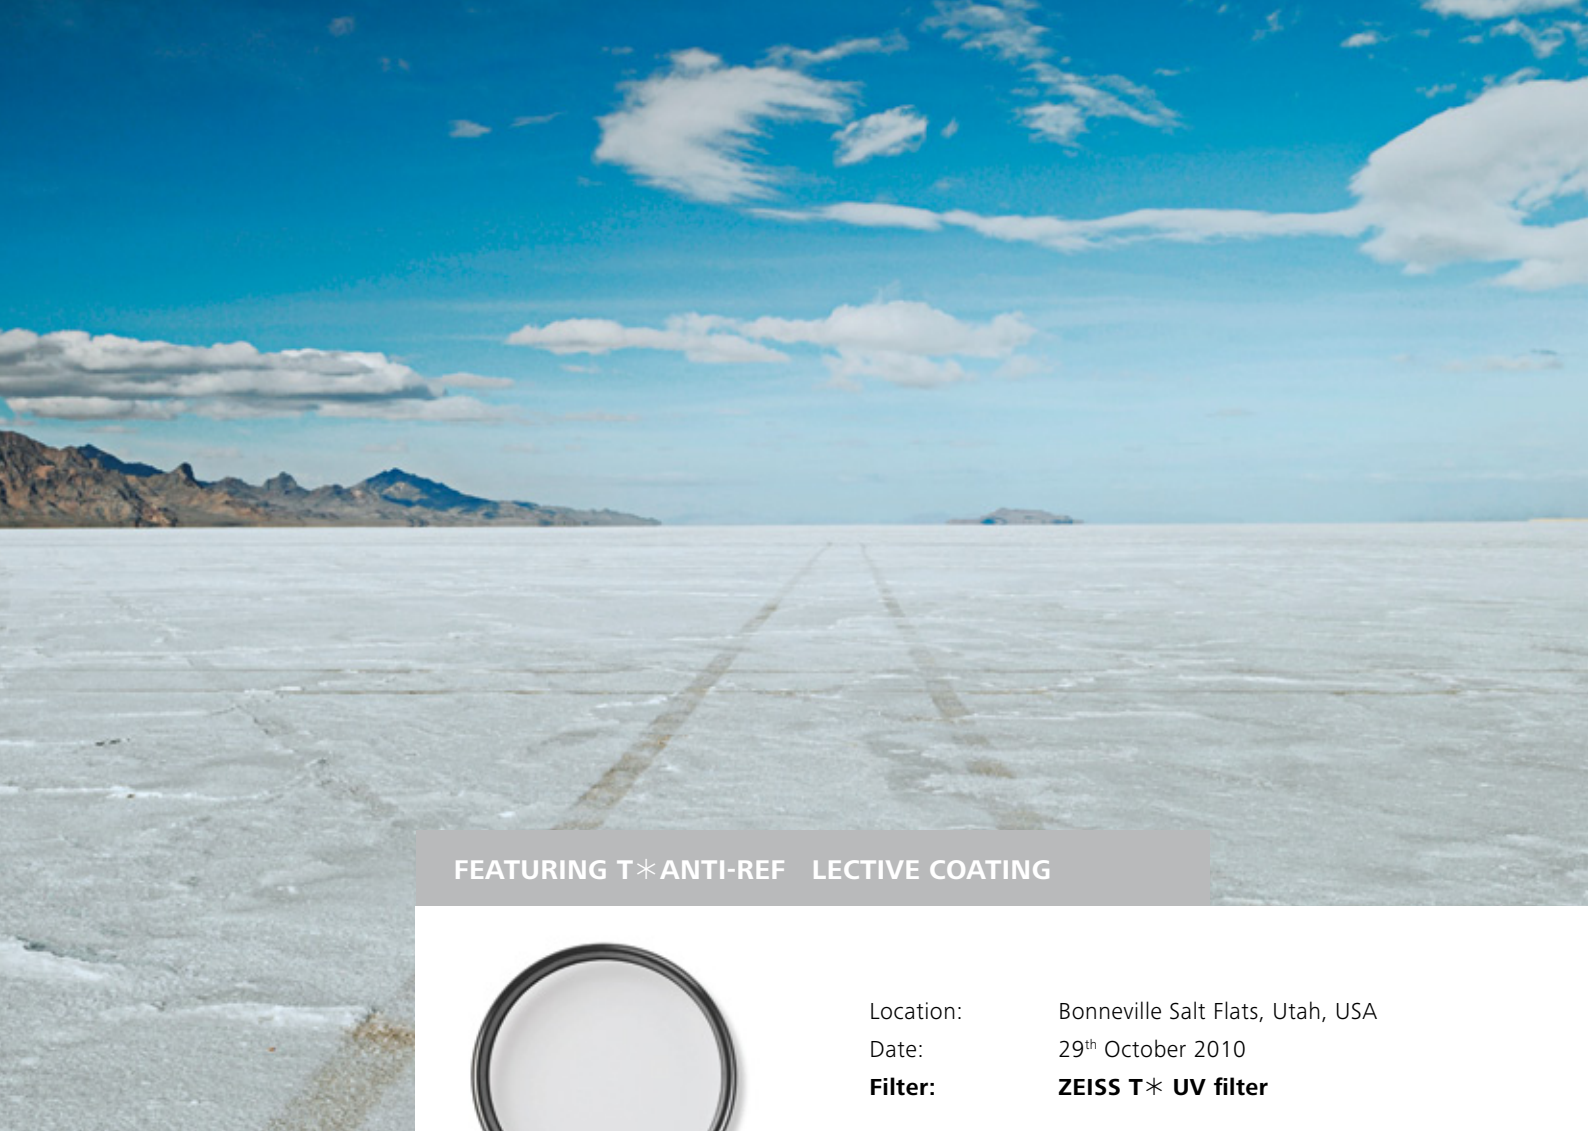 FEATURING T✶ ANTI-REF LECTIVE COATING
Location: Bonneville Salt Flats, Utah, USA
Date: 29th October 2010
Filter: ZEISS T✶ UV filter